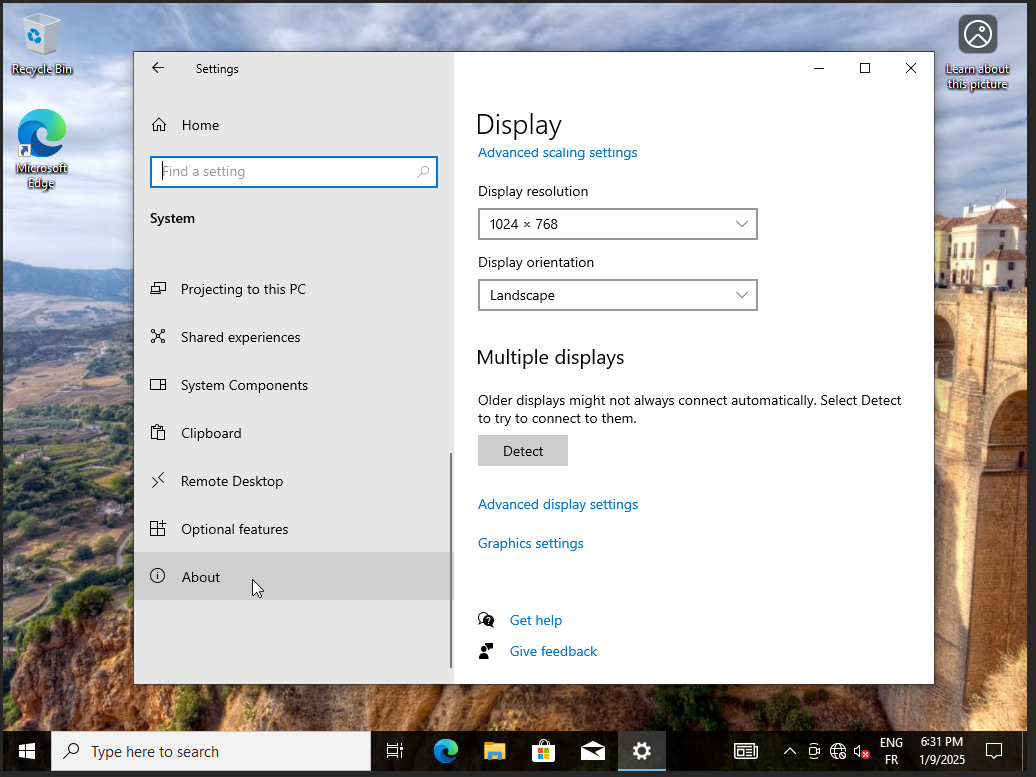 Recycle Bin
Microsoft
Edge
Learn about
this picture
Settings
Home
Find a setting
System
Projecting to this PC
Shared experiences
System Components
Clipboard
Remote Desktop
Optional features
About
Display
Advanced scaling settings
Display resolution
1024 × 768
Display orientation
Landscape
Multiple displays
Older displays might not always connect automatically. Select Detect
to try to connect to them.
Detect
Advanced display settings
Graphics settings
Get help
Give feedback
Type here to search
ENG
FR
6:31 PM
1/9/2025